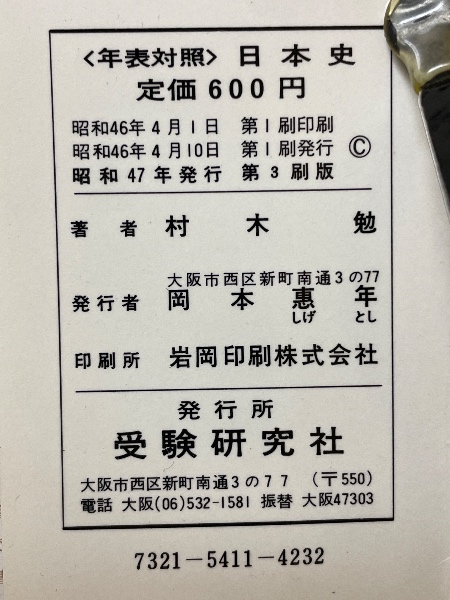 〈年表対照〉日本史
定価600円
昭和46年4月1日 第1刷印刷
昭和46年4月10日 第1刷発行 ©
昭和47年発行 第3刷版
著者 村木勉
大阪市西区新町南通3の77
発行者 岡本惠年
しげ とし
印刷所 岩岡印刷株式会社
発行所
受験研究社
大阪市西区新町南通3の77 (〒550)
電話 大阪(06)532-1581 振替 大阪47303
7321-5411-4232